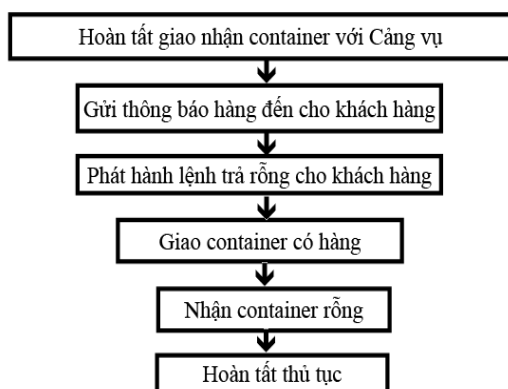 Hoàn tất giao nhận container với Cảng vụ
Gửi thông báo hàng đến cho khách hàng
Phát hành lệnh trả rỗng cho khách hàng
Giao container có hàng
Nhận container rỗng
Hoàn tất thủ tục